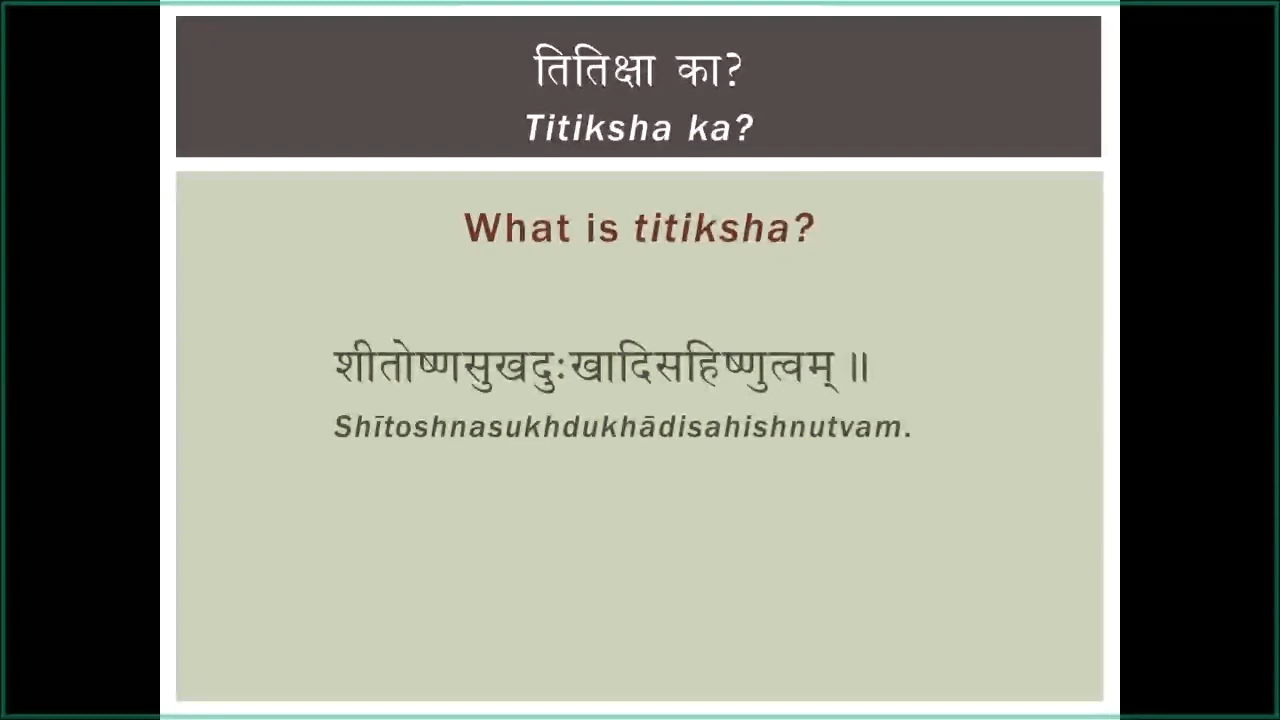 तितिक्षा का?
Titiksha ka?
What is titiksha?
शीतोष्णसुखदुःखादिसहिष्णुत्वम् ॥
Shītoshnasukhdukhādisahishnutvam.